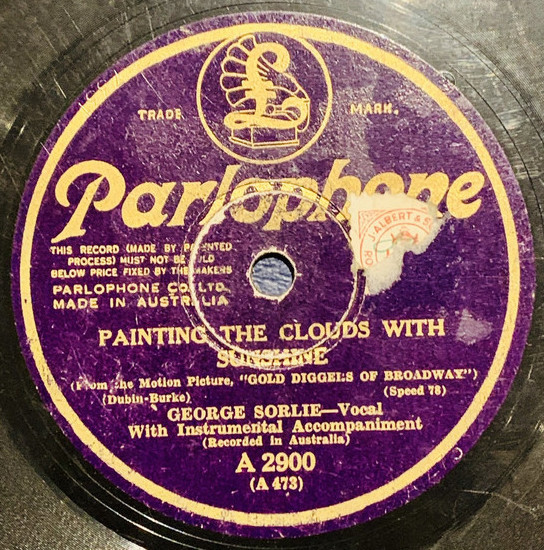 TRADE MARK.
Parlophone
THIS RECORD (MADE BY PATENTED
PROCESS) MUST NOT BE SOLD
BELOW PRICE FIXED BY THE MAKERS
PARLOPHONE CO. LTD.
MADE IN AUSTRALIA
J. ALBERT & S
PAINTING THE CLOUDS WITH
SUNSHINE
(From the Motion Picture, "GOLD DIGGELS OF BROADWAY")
(Dubin-Burke) (Speed 78)
GEORGE SORLIE—Vocal
With Instrumental Accompaniment
(Recorded in Australia)
A 2900
(A 473)